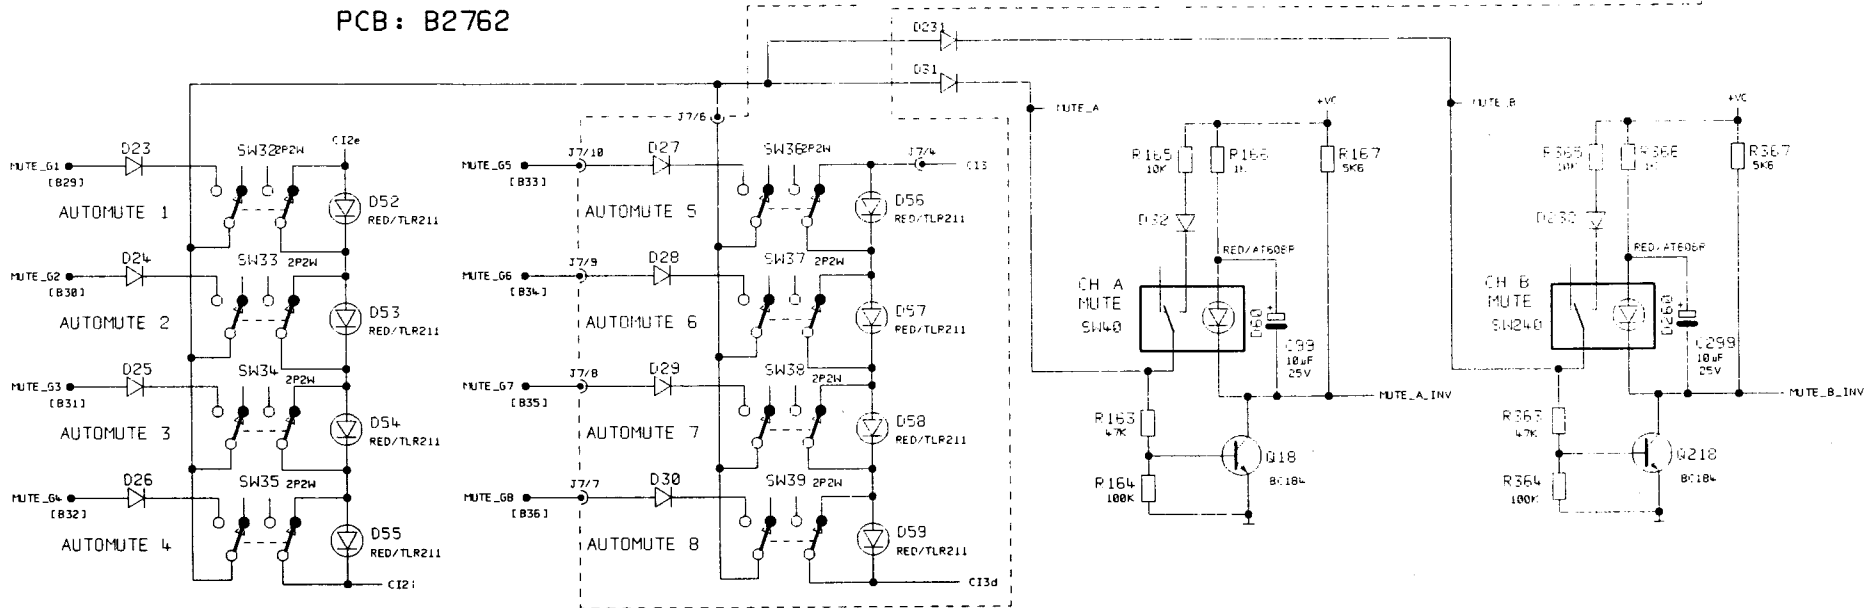 PCB: B2762
D231
D31
MUTE_A
MUTE_B
+VC
+VC
J7/6
MUTE_G1
[B29]
D23
SW32
2P2W
CI2e
D52
RED/TLR211
AUTOMUTE 1
MUTE_G2
[B30]
D24
SW33
2P2W
D53
RED/TLR211
AUTOMUTE 2
MUTE_G3
[B31]
D25
SW34
2P2W
D54
RED/TLR211
AUTOMUTE 3
MUTE_G4
[B32]
D26
SW35
2P2W
D55
RED/TLR211
AUTOMUTE 4
CI2i
MUTE_G5
[B33]
J7/10
D27
SW36
2P2W
J7/4
CI3
D56
RED/TLR211
AUTOMUTE 5
MUTE_G6
[B34]
J7/9
D28
SW37
2P2W
D57
RED/TLR211
AUTOMUTE 6
MUTE_G7
[B35]
J7/8
D29
SW38
2P2W
D58
RED/TLR211
AUTOMUTE 7
MUTE_G8
[B36]
J7/7
D30
SW39
2P2W
D59
RED/TLR211
AUTOMUTE 8
CI3d
R165
10K
R166
1K
R167
5K6
D32
RED/AT606R
CH A
MUTE
SW40
D60
C99
10µF
25V
MUTE_A_INV
R163
47K
R164
100K
Q18
BC184
R365
10K
R366
1K
R367
5K6
D232
RED/AT606R
CH B
MUTE
SW240
D260
C299
10µF
25V
MUTE_B_INV
R363
47K
R364
100K
Q218
BC184